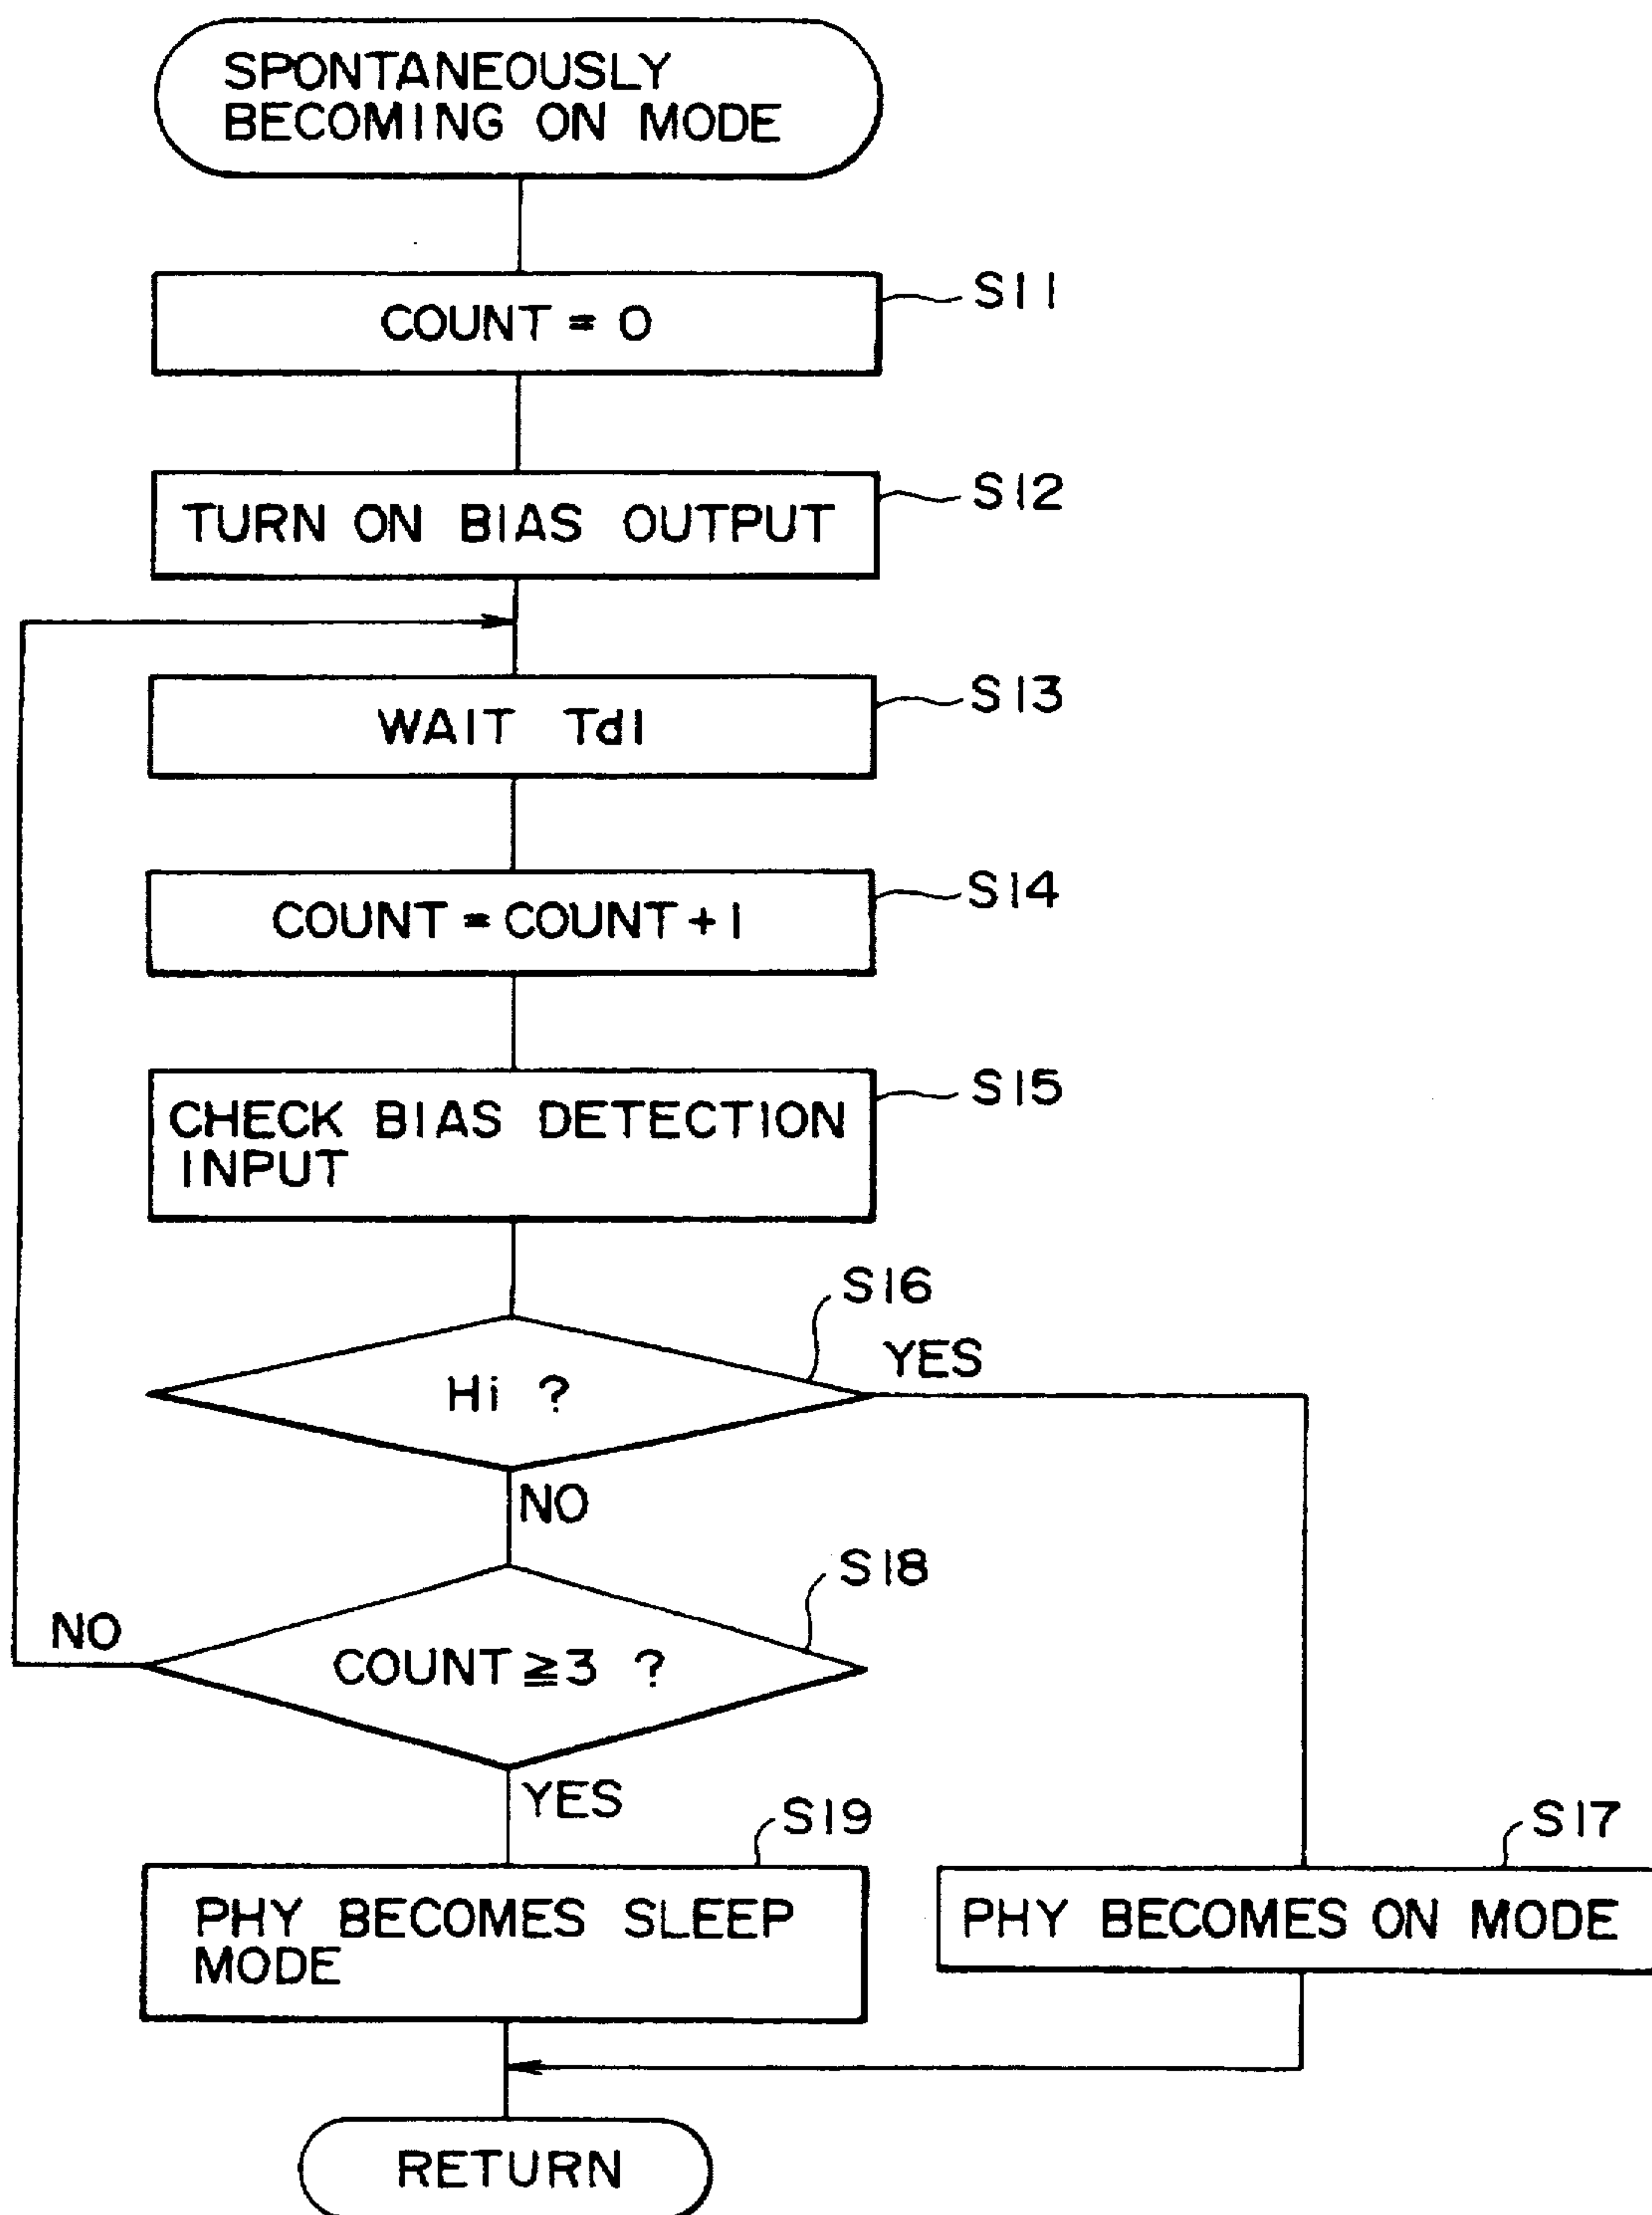 SPONTANEOUSLY
BECOMING ON MODE
COUNT = 0
S11
TURN ON BIAS OUTPUT
S12
WAIT Td1
S13
COUNT = COUNT + 1
S14
CHECK BIAS DETECTION
INPUT
S15
Hi ?
S16
YES
NO
COUNT ≧ 3 ?
S18
NO
YES
PHY BECOMES SLEEP
MODE
S19
PHY BECOMES ON MODE
S17
RETURN